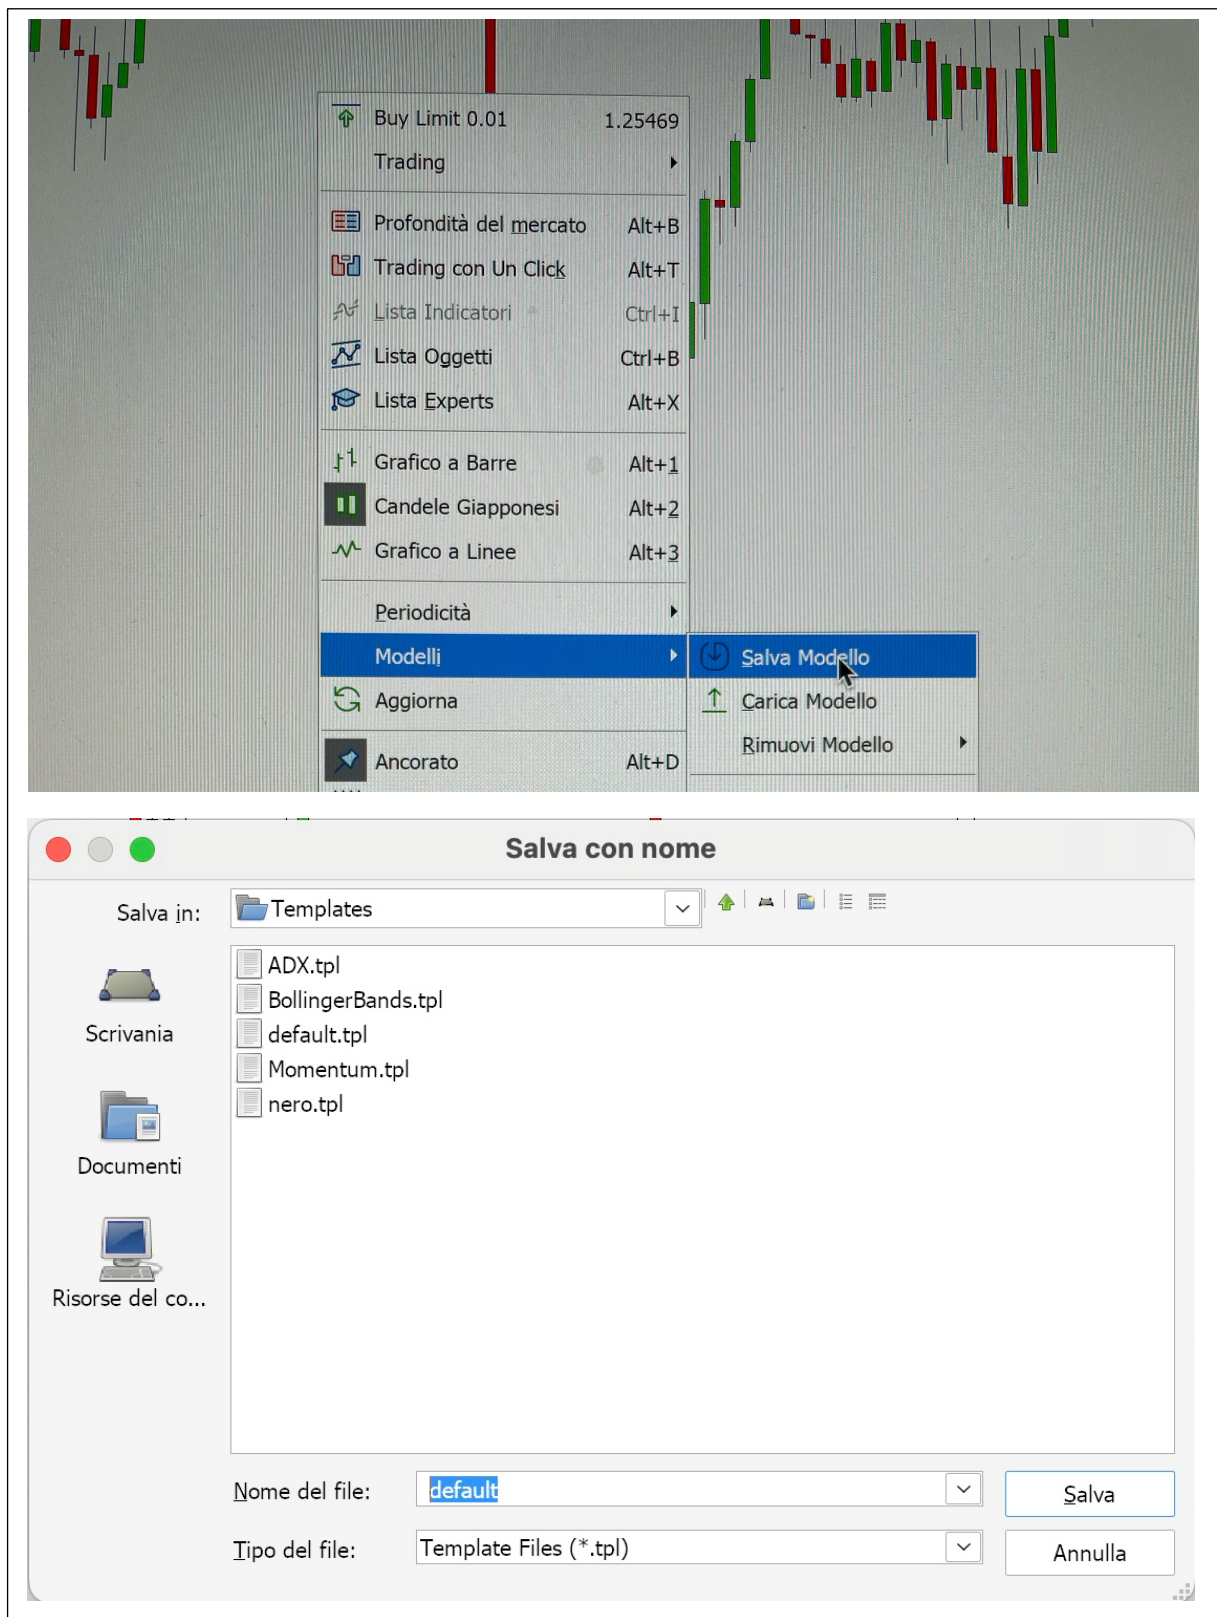 Buy Limit 0.01 1.25469
Trading
Profondità del mercato Alt+B
Trading con Un Click Alt+T
Lista Indicatori Ctrl+I
Lista Oggetti Ctrl+B
Lista Experts Alt+X
Grafico a Barre Alt+1
Candele Giapponesi Alt+2
Grafico a Linee Alt+3
Periodicità
Modelli
Salva Modello
Aggiorna
Carica Modello
Rimuovi Modello
Ancorato Alt+D
Salva con nome
Salva in: Templates
ADX.tpl
BollingerBands.tpl
default.tpl
Momentum.tpl
nero.tpl
Scrivania
Documenti
Risorse del co...
Nome del file: default Salva
Tipo del file: Template Files (*.tpl) Annulla